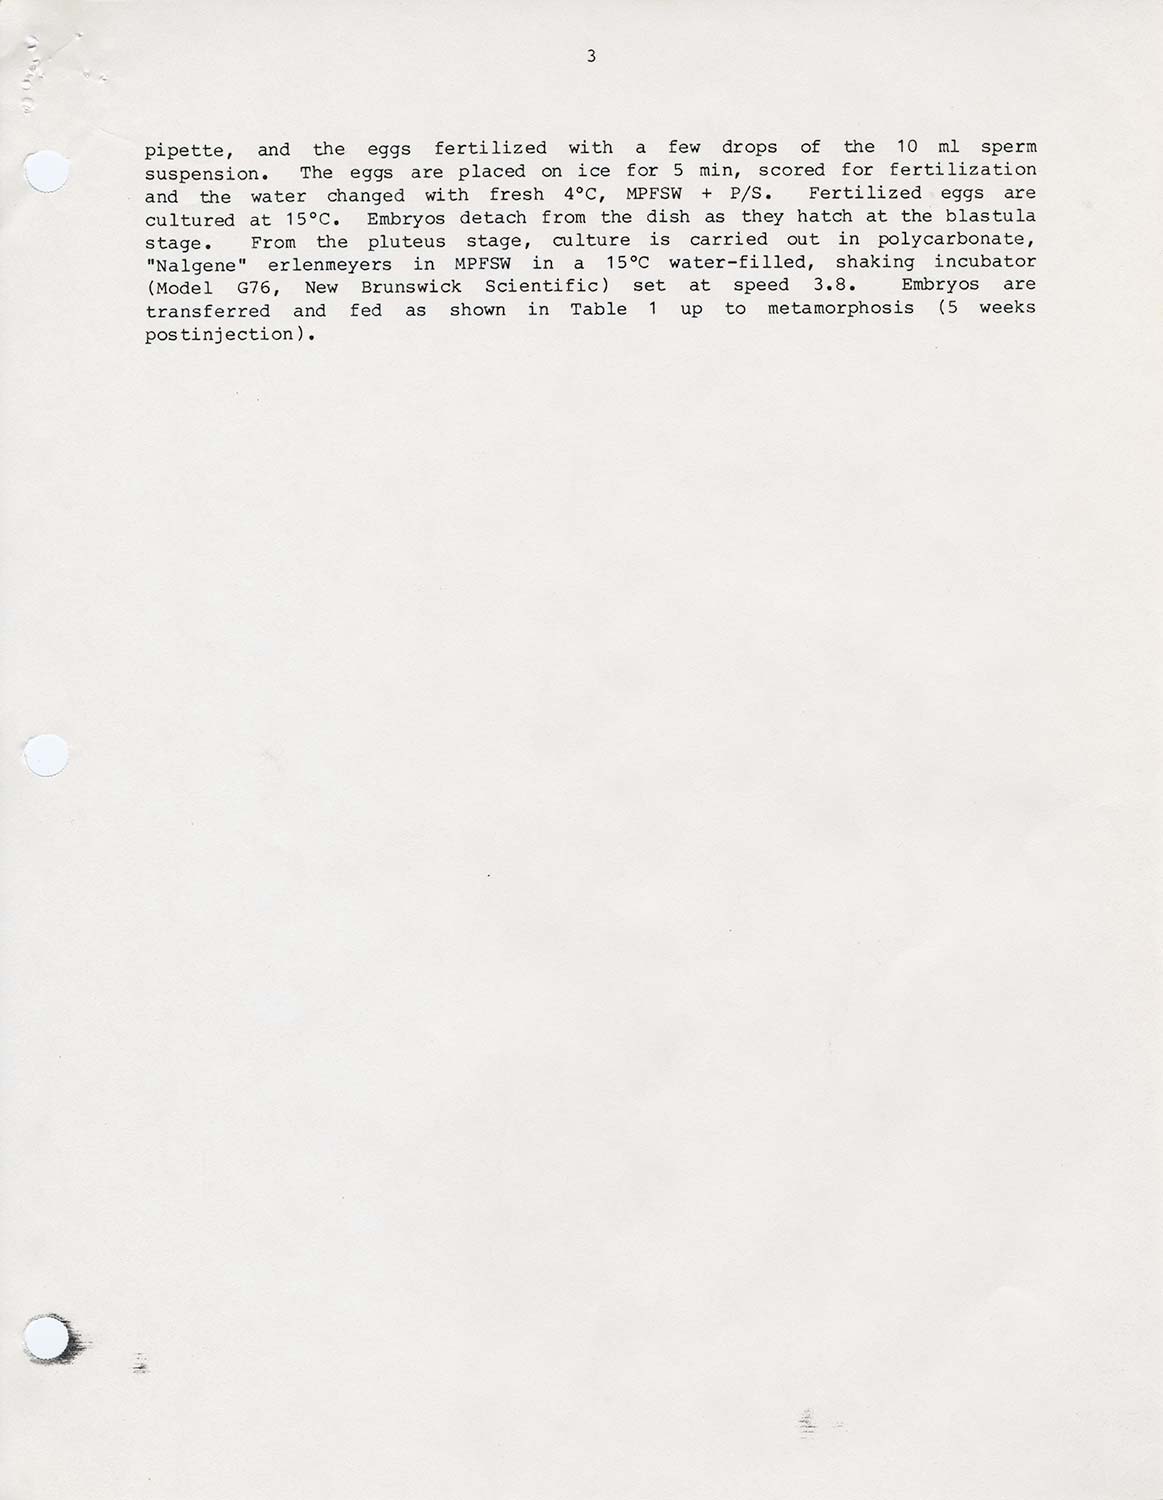 3
pipette, and the eggs fertilized with a few drops of the 10 ml sperm
suspension. The eggs are placed on ice for 5 min, scored for fertilization
and the water changed with fresh 4°C, MPFSW + P/S. Fertilized eggs are
cultured at 15°C. Embryos detach from the dish as they hatch at the blastula
stage. From the pluteus stage, culture is carried out in polycarbonate,
"Nalgene" erlenmeyers in MPFSW in a 15°C water-filled, shaking incubator
(Model G76, New Brunswick Scientific) set at speed 3.8. Embryos are
transferred and fed as shown in Table 1 up to metamorphosis (5 weeks
postinjection).